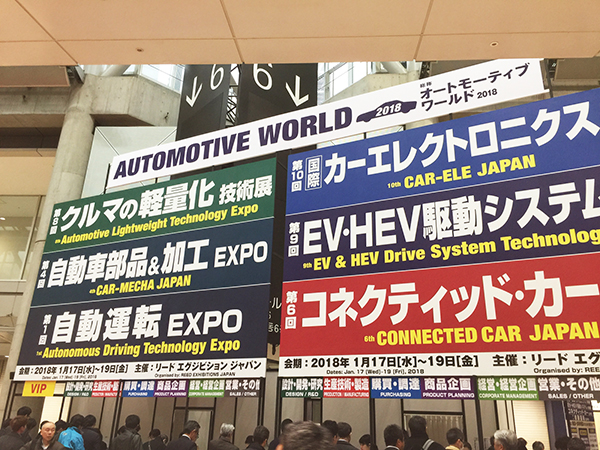 6 6
AUTOMOTIVE WORLD 2018
オートモーティブ
ワールド 2018
第8回 クルマの軽量化 技術展
Automotive Lightweight Technology Expo
第4回 自動車部品&加工 EXPO
4th CAR-MECHA JAPAN
第1回 自動運転 EXPO
1st Autonomous Driving Technology Expo
会期:2018年1月17日[水]~19日[金] 主催:リード エグジビション ジャパン
Dates: Jan. 17 (Wed.)-19 (Fri.), 2018 Organised by: REED EXHIBITIONS JAPAN
第10回 国際 カーエレクトロニクス
10th CAR-ELE JAPAN
第9回 EV・HEV 駆動システム
9th EV & HEV Drive System Technology
第6回 コネクティッド・カー
6th CONNECTED CAR JAPAN
会期:2018年1月17日[水]~19日[金] 主催:リード エグ
Dates: Jan. 17 (Wed.)-19 (Fri.), 2018 Organised by:
VIP 設計・開発・研究 生産技術・製造 購買・調達 商品企画 経営・経営企画 営業・その他
DESIGN / R&D PRODUCTION / MANUFACTURER PURCHASING PRODUCT PLANNING CORPORATE MANAGEMENT SALES / OTHER
設計・開発・研究 生産技術・製造 購買・調達 商品企画 経営・経営企画 営業・その他
DESIGN / R&D PRODUCTION / MANUFACTURER PURCHASING PRODUCT PLANNING CORPORATE MANAGEMENT SALES / OTHER